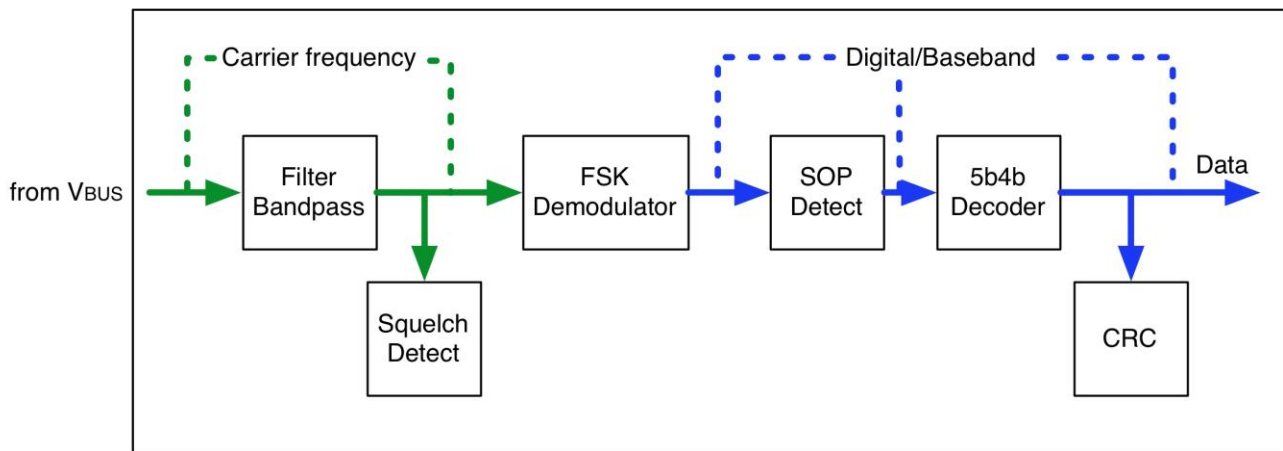 Carrier frequency
Digital/Baseband
from VBUS
Filter
Bandpass
FSK
Demodulator
SOP
Detect
5b4b
Decoder
Data
Squelch
Detect
CRC